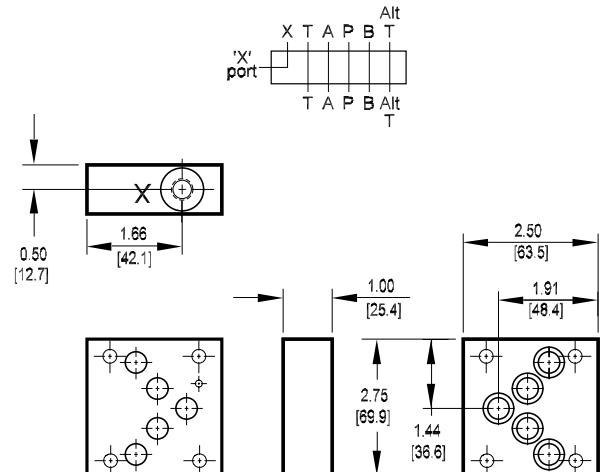 Alt
X T A P B T
'X'
port
T A P B Alt
T
X
1.66
[42.1]
0.50
[12.7]
2.50
[63.5]
1.00
[25.4]
1.91
[48.4]
2.75
[69.9]
1.44
[36.6]